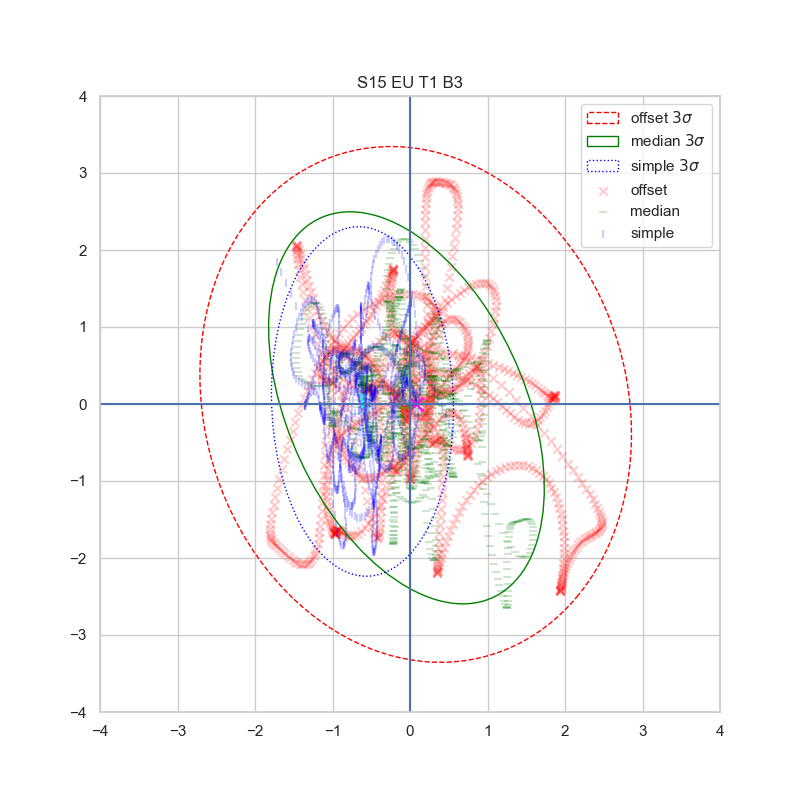 S15 EU T1 B3
offset 3σ
median 3σ
simple 3σ
offset
median
simple
4
3
2
1
0
−1
−2
−3
−4
−4 −3 −2 −1 0 1 2 3 4